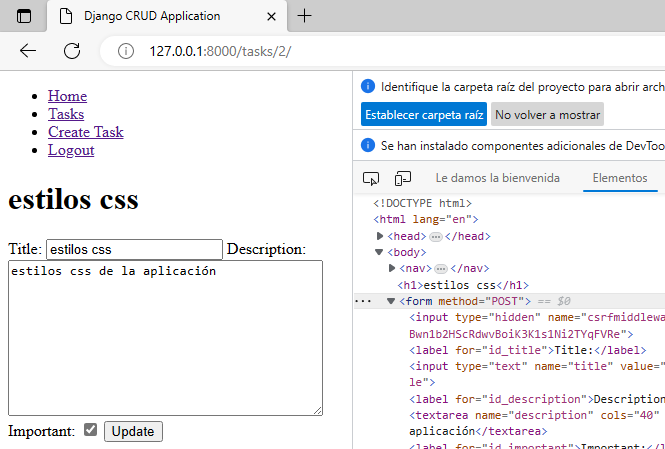 Django CRUD Application
127.0.0.1:8000/tasks/2/
Home
Tasks
Create Task
Logout
estilos css
Title: estilos css Description:
estilos css de la aplicación
Important: Update
Identifique la carpeta raíz del proyecto para abrir arch
Establecer carpeta raíz No volver a mostrar
Se han instalado componentes adicionales de DevToo
Le damos la bienvenida Elementos
<!DOCTYPE html>
<html lang="en">
<head> ··· </head>
<body>
<nav> ··· </nav>
<h1>estilos css</h1>
··· <form method="POST"> == $0
<input type="hidden" name="csrfmiddlewa
Bwn1b2HScRdwvBoiK3K1s1Ni2TYqFVRe">
<label for="id_title">Title:</label>
<input type="text" name="title" value="
le">
<label for="id_description">Description
<textarea name="description" cols="40"
aplicación</textarea>
<label for="id_important">Important:</l